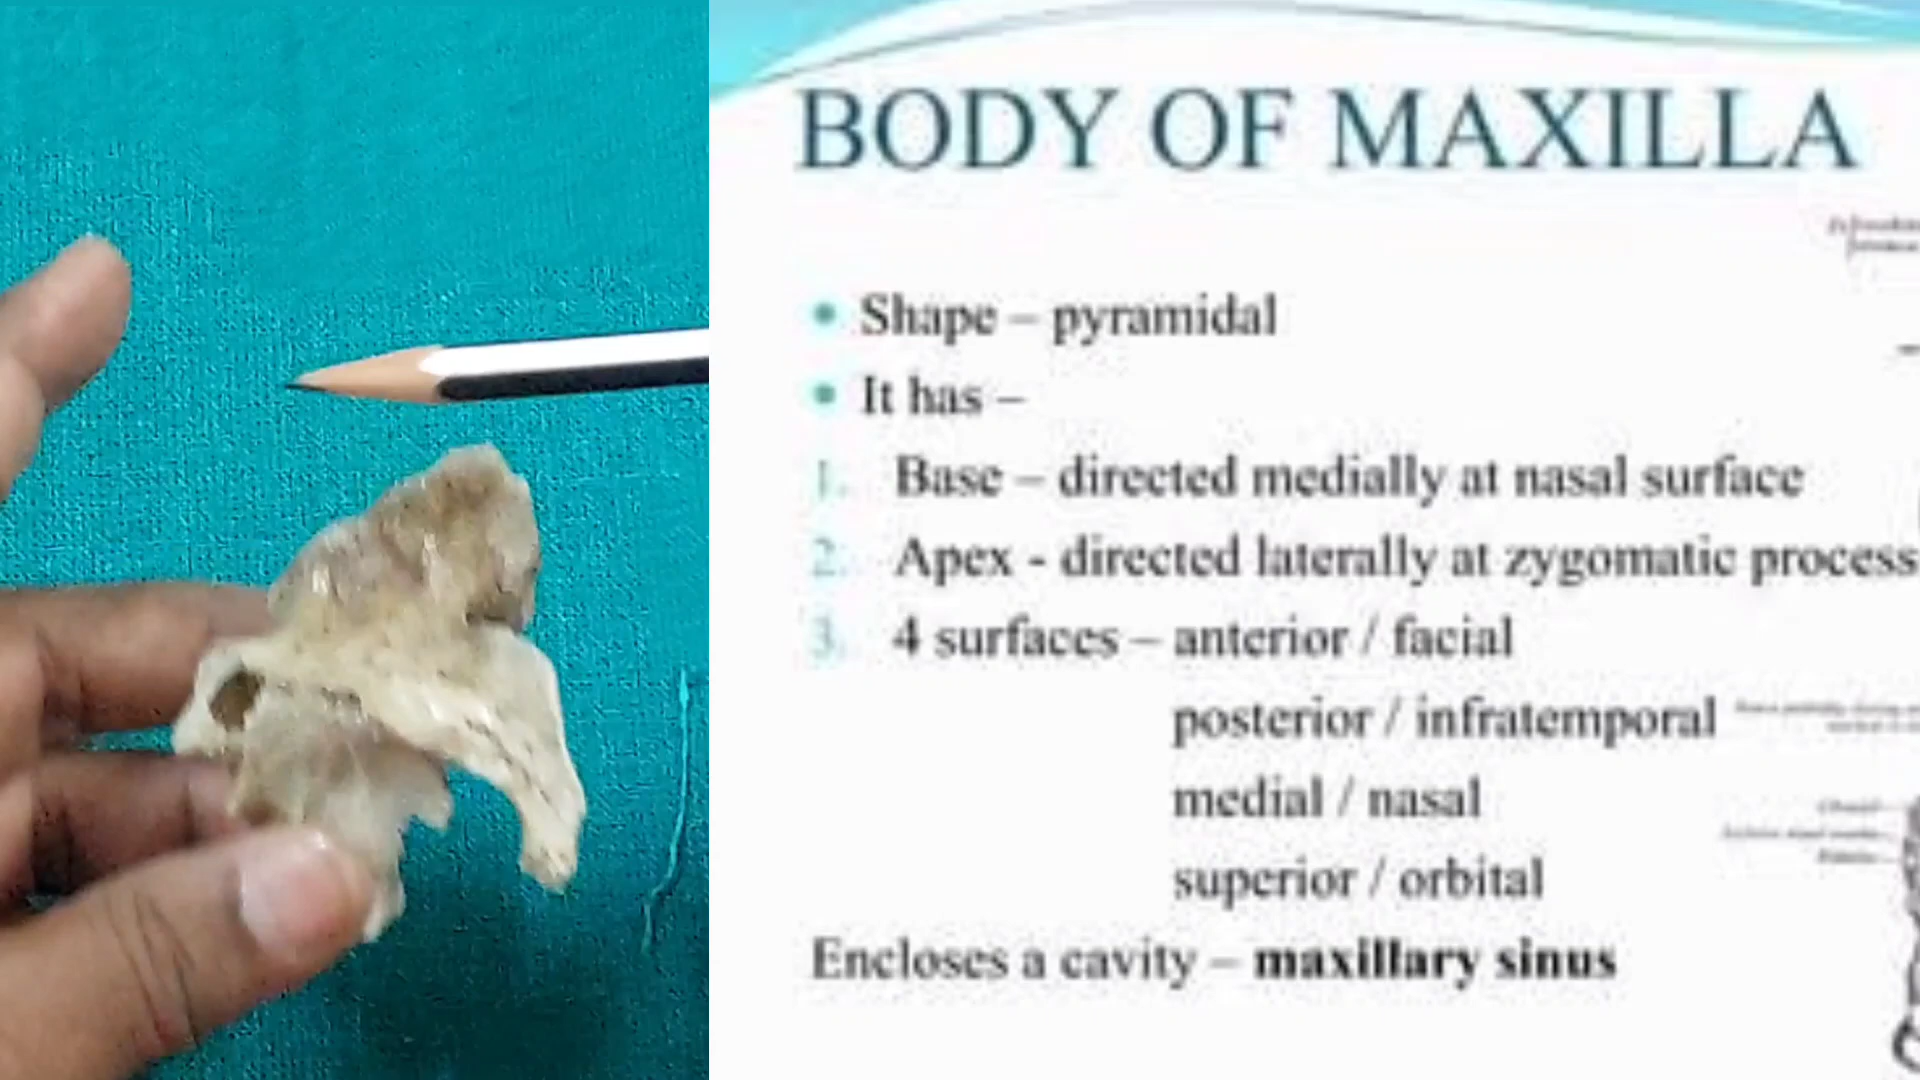 BODY OF MAXILLA
• Shape – pyramidal
• It has –
1. Base – directed medially at nasal surface
2. Apex - directed laterally at zygomatic process
3. 4 surfaces – anterior / facial
posterior / infratemporal
medial / nasal
superior / orbital
Encloses a cavity – maxillary sinus